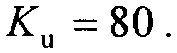 K_u = 80 .